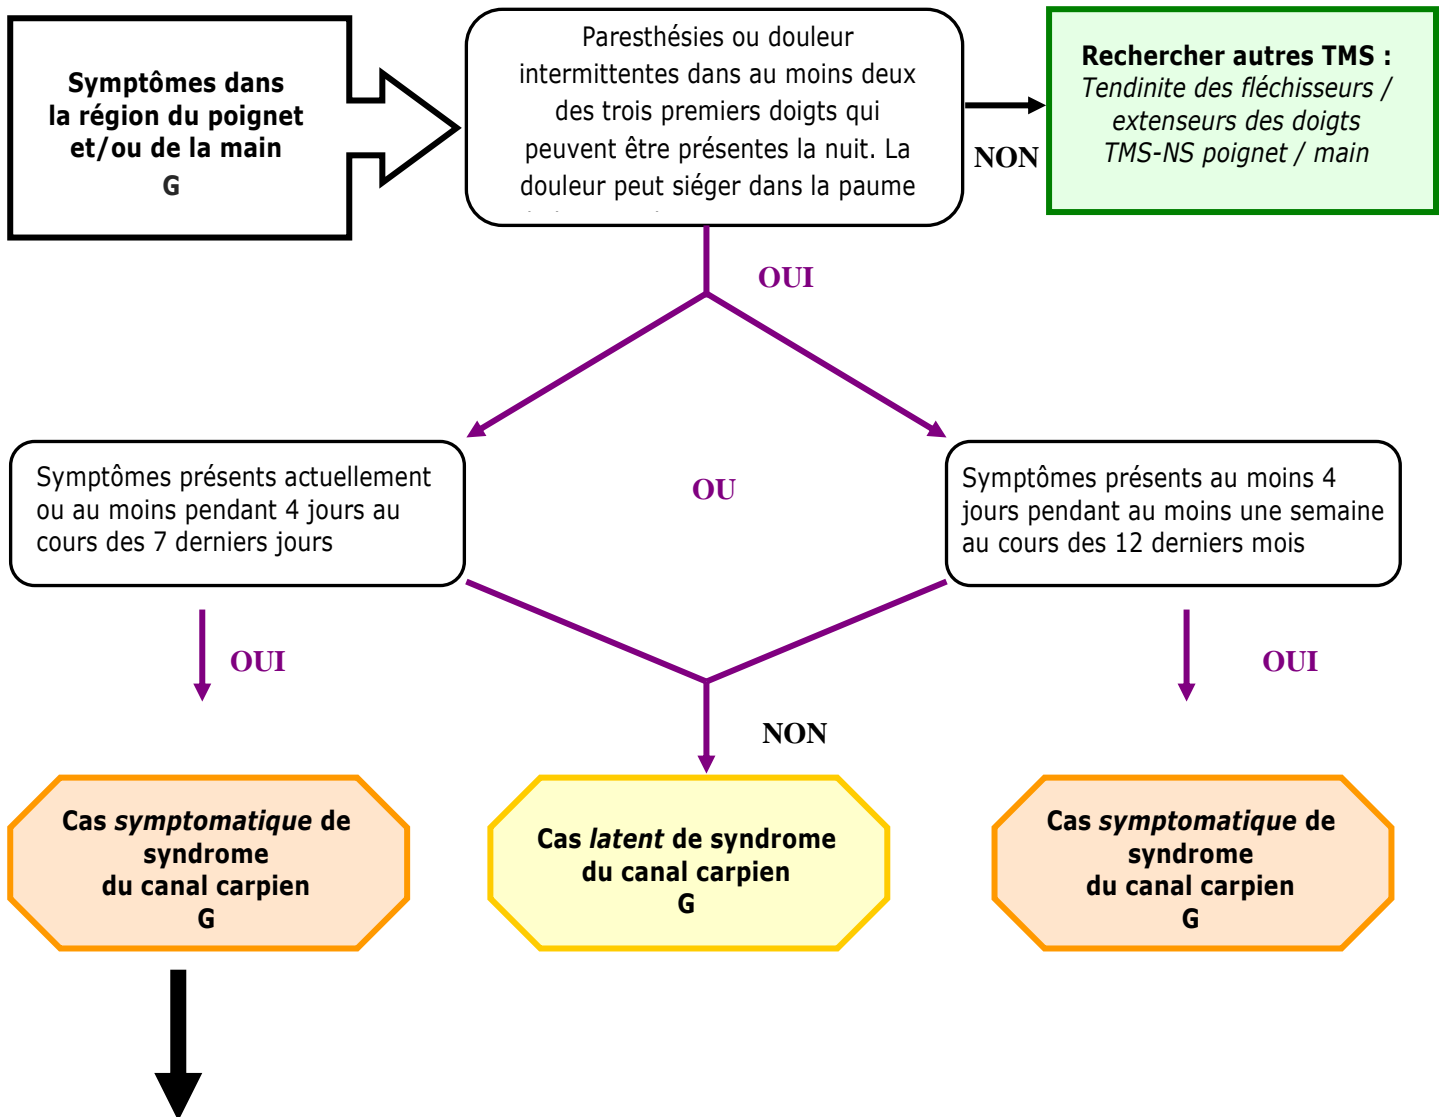 Symptômes dans
la région du poignet
et/ou de la main
G
Paresthésies ou douleur
intermittentes dans au moins deux
des trois premiers doigts qui
peuvent être présentes la nuit. La
douleur peut siéger dans la paume
NON
Rechercher autres TMS :
Tendinite des fléchisseurs /
extenseurs des doigts
TMS-NS poignet / main
OUI
Symptômes présents actuellement
ou au moins pendant 4 jours au
cours des 7 derniers jours
OU
Symptômes présents au moins 4
jours pendant au moins une semaine
au cours des 12 derniers mois
OUI
NON
OUI
Cas symptomatique de
syndrome
du canal carpien
G
Cas latent de syndrome
du canal carpien
G
Cas symptomatique de
syndrome
du canal carpien
G